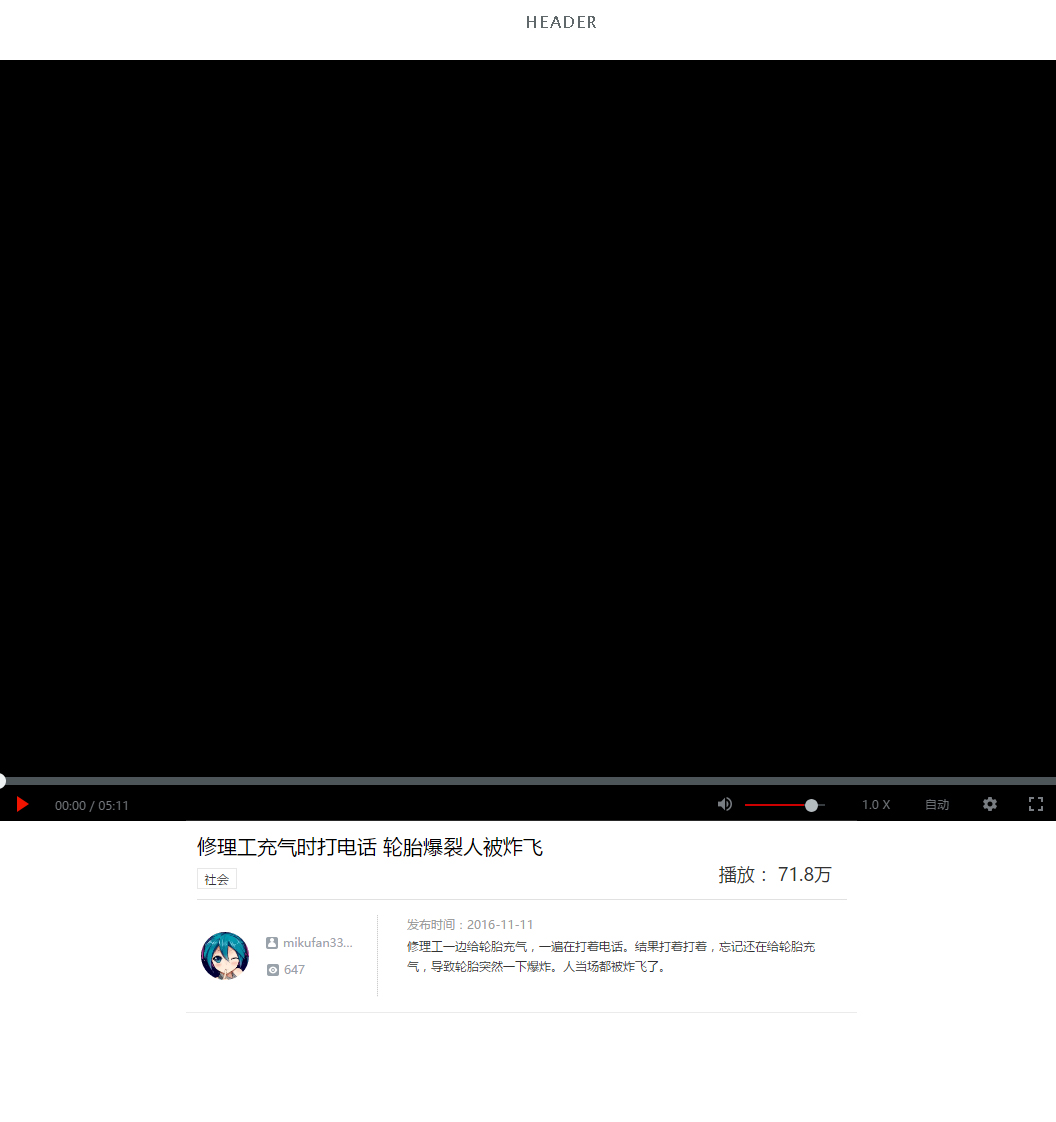 HEADER
00:00 / 05:11
1.0 X
自动
修理工充气时打电话 轮胎爆裂人被炸飞
社会
播放： 71.8万
mikufan33...
647
发布时间：2016-11-11
修理工一边给轮胎充气，一遍在打着电话。结果打着打着，忘记还在给轮胎充
气，导致轮胎突然一下爆炸。人当场都被炸飞了。